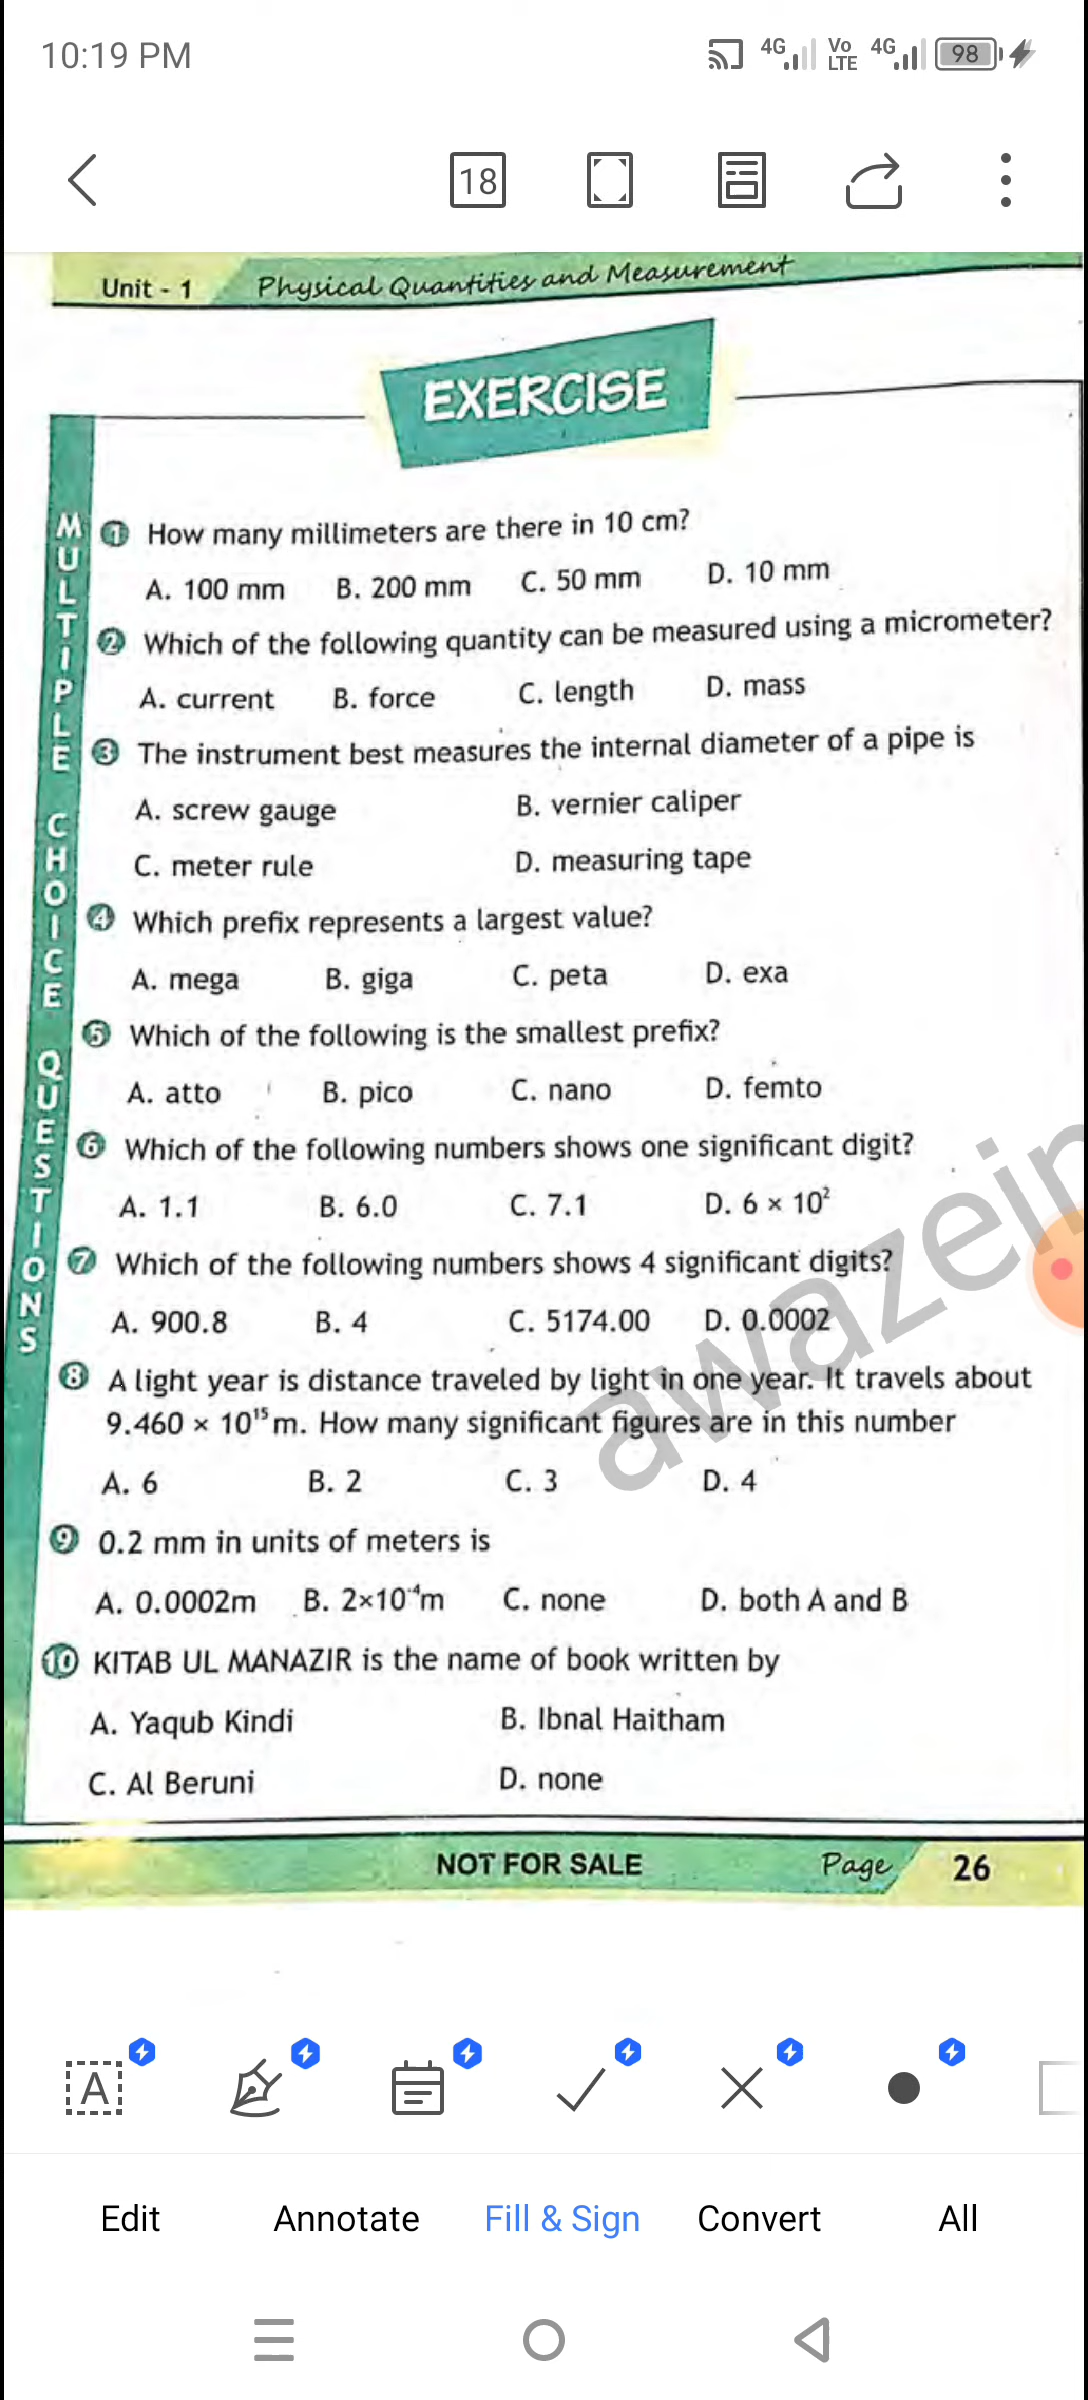 10:19 PM 4G Vo LTE 4G 98
18
Unit - 1 Physical Quantities and Measurement
EXERCISE
MULTIPLE CHOICE QUESTIONS
1 How many millimeters are there in 10 cm?
A. 100 mm B. 200 mm C. 50 mm D. 10 mm
2 Which of the following quantity can be measured using a micrometer?
A. current B. force C. length D. mass
3 The instrument best measures the internal diameter of a pipe is
A. screw gauge B. vernier caliper
C. meter rule D. measuring tape
4 Which prefix represents a largest value?
A. mega B. giga C. peta D. exa
5 Which of the following is the smallest prefix?
A. atto B. pico C. nano D. femto
6 Which of the following numbers shows one significant digit?
A. 1.1 B. 6.0 C. 7.1 D. 6 × 10²
7 Which of the following numbers shows 4 significant digits?
A. 900.8 B. 4 C. 5174.00 D. 0.0002
8 A light year is distance traveled by light in one year. It travels about
9.460 × 10¹⁵ m. How many significant figures are in this number
A. 6 B. 2 C. 3 D. 4
9 0.2 mm in units of meters is
A. 0.0002m B. 2×10⁻⁴m C. none D. both A and B
10 KITAB UL MANAZIR is the name of book written by
A. Yaqub Kindi B. Ibnal Haitham
C. Al Beruni D. none
NOT FOR SALE Page 26
A
Edit Annotate Fill & Sign Convert All